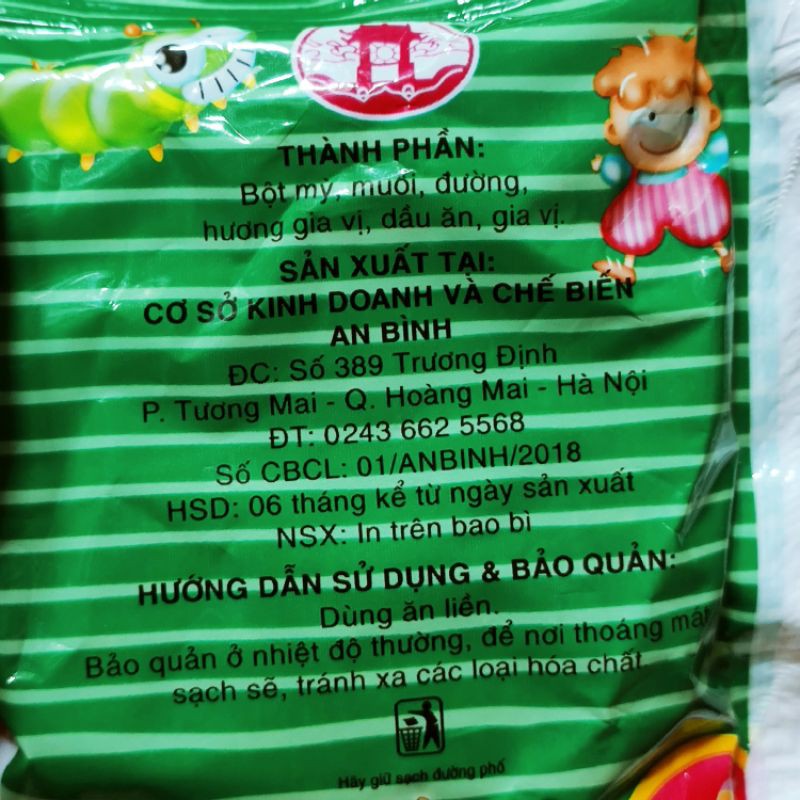 THÀNH PHẦN:
Bột mỳ, muối, đường,
hương gia vị, dầu ăn, gia vị.
SẢN XUẤT TẠI:
CƠ SỞ KINH DOANH VÀ CHẾ BIẾN
AN BÌNH
ĐC: Số 389 Trương Định
P. Tương Mai - Q. Hoàng Mai - Hà Nội
ĐT: 0243 662 5568
Số CBCL: 01/ANBINH/2018
HSD: 06 tháng kể từ ngày sản xuất
NSX: In trên bao bì
HƯỚNG DẪN SỬ DỤNG & BẢO QUẢN:
Dùng ăn liền.
Bảo quản ở nhiệt độ thường, để nơi thoáng mát
sạch sẽ, tránh xa các loại hóa chất
Hãy giữ sạch đường phố